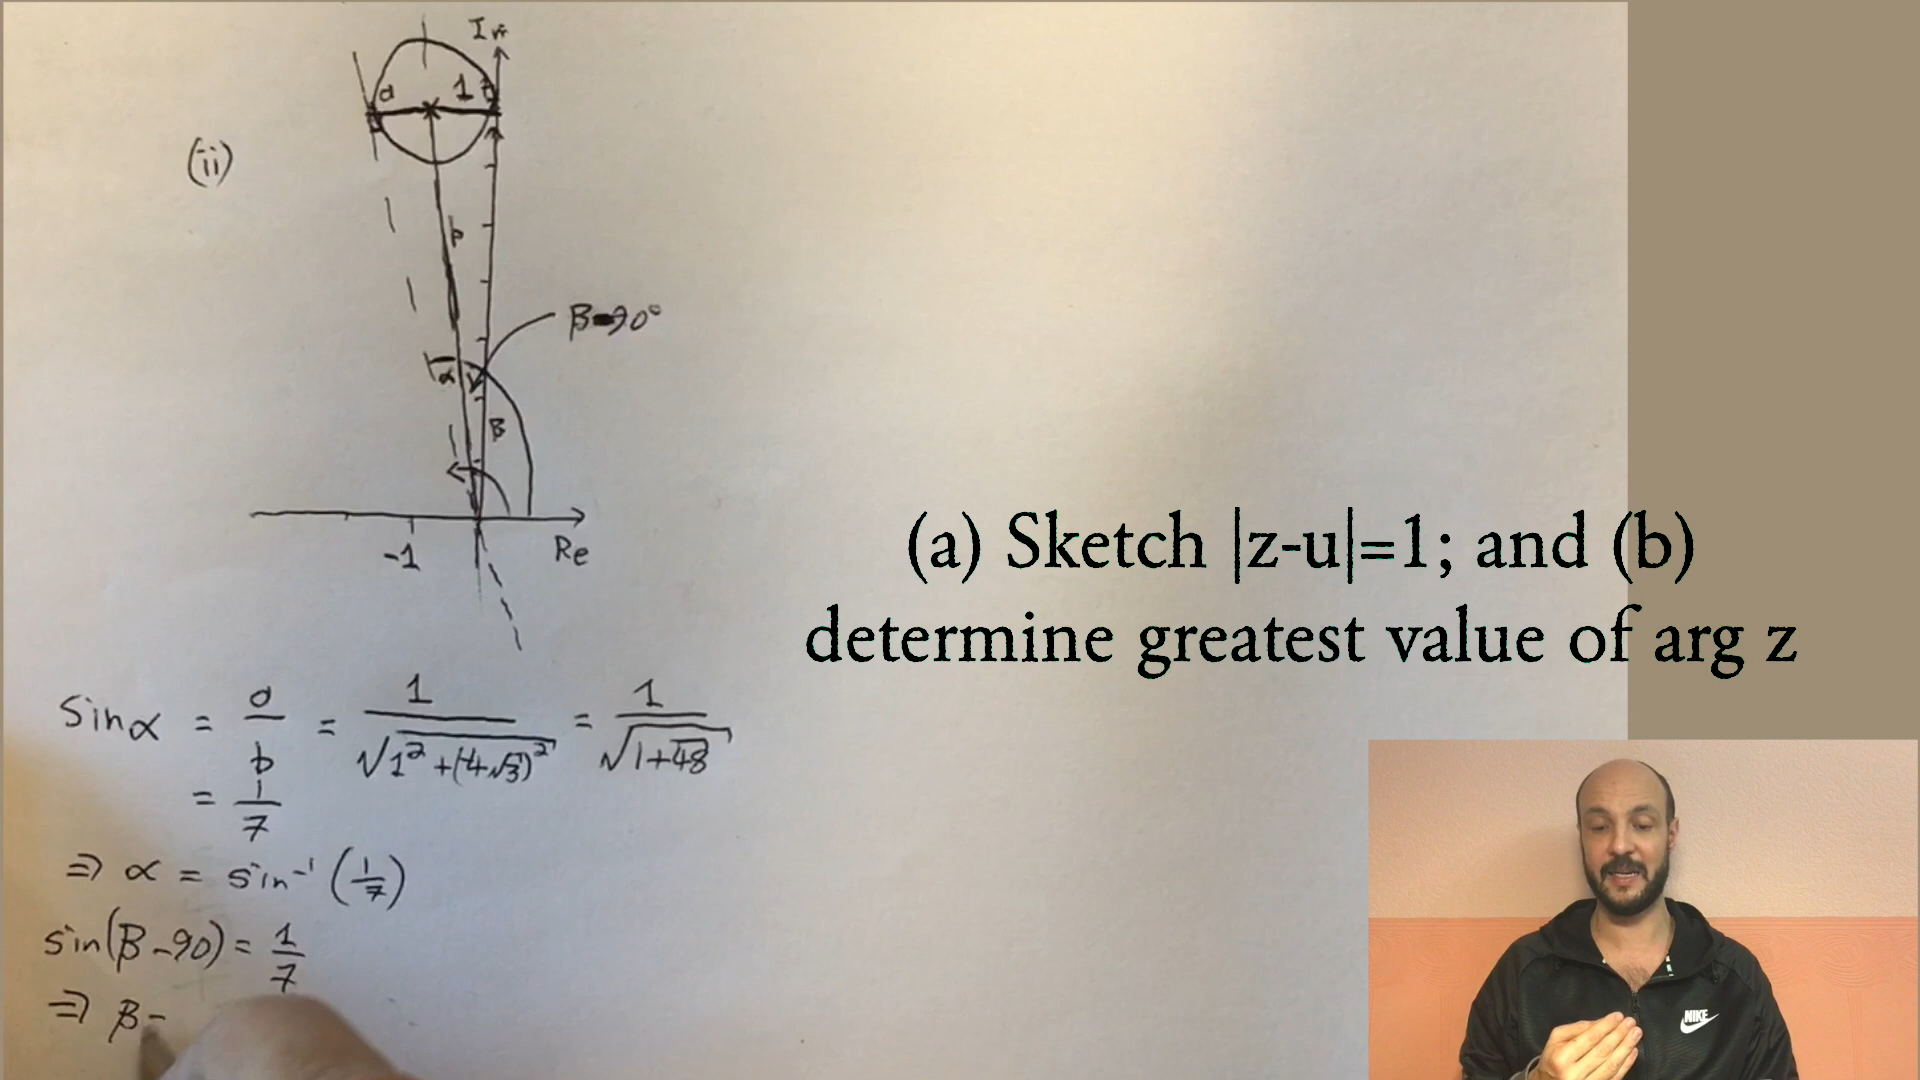 Im
d
1
(ii)
b
β-90°
α
β
-1
Re
(a) Sketch |z-u|=1; and (b)
determine greatest value of arg z
sinα = d/b = 1/√(1²+(4√3)²) = 1/√(1+48)
= 1/7
⇒ α = sin⁻¹(1/7)
sin(β-90) = 1/7
⇒ β-
NIKE